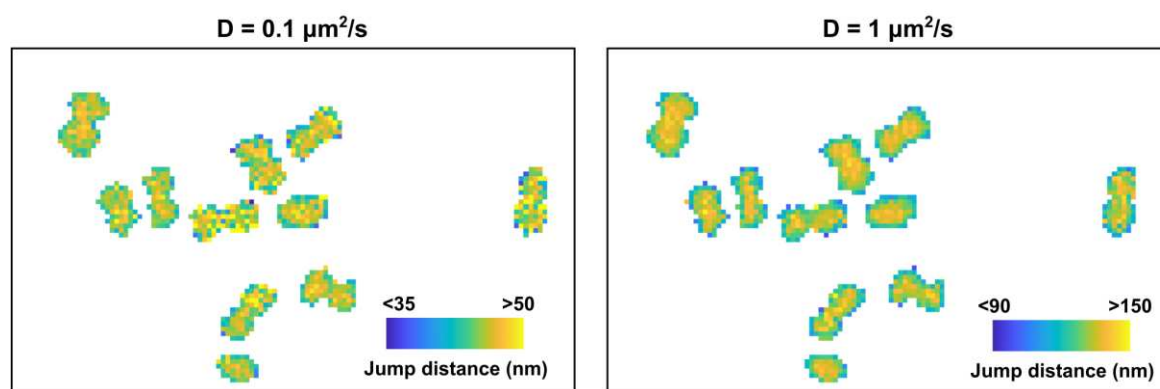 D = 0.1 µm²/s
D = 1 µm²/s
<35 >50
Jump distance (nm)
<90 >150
Jump distance (nm)